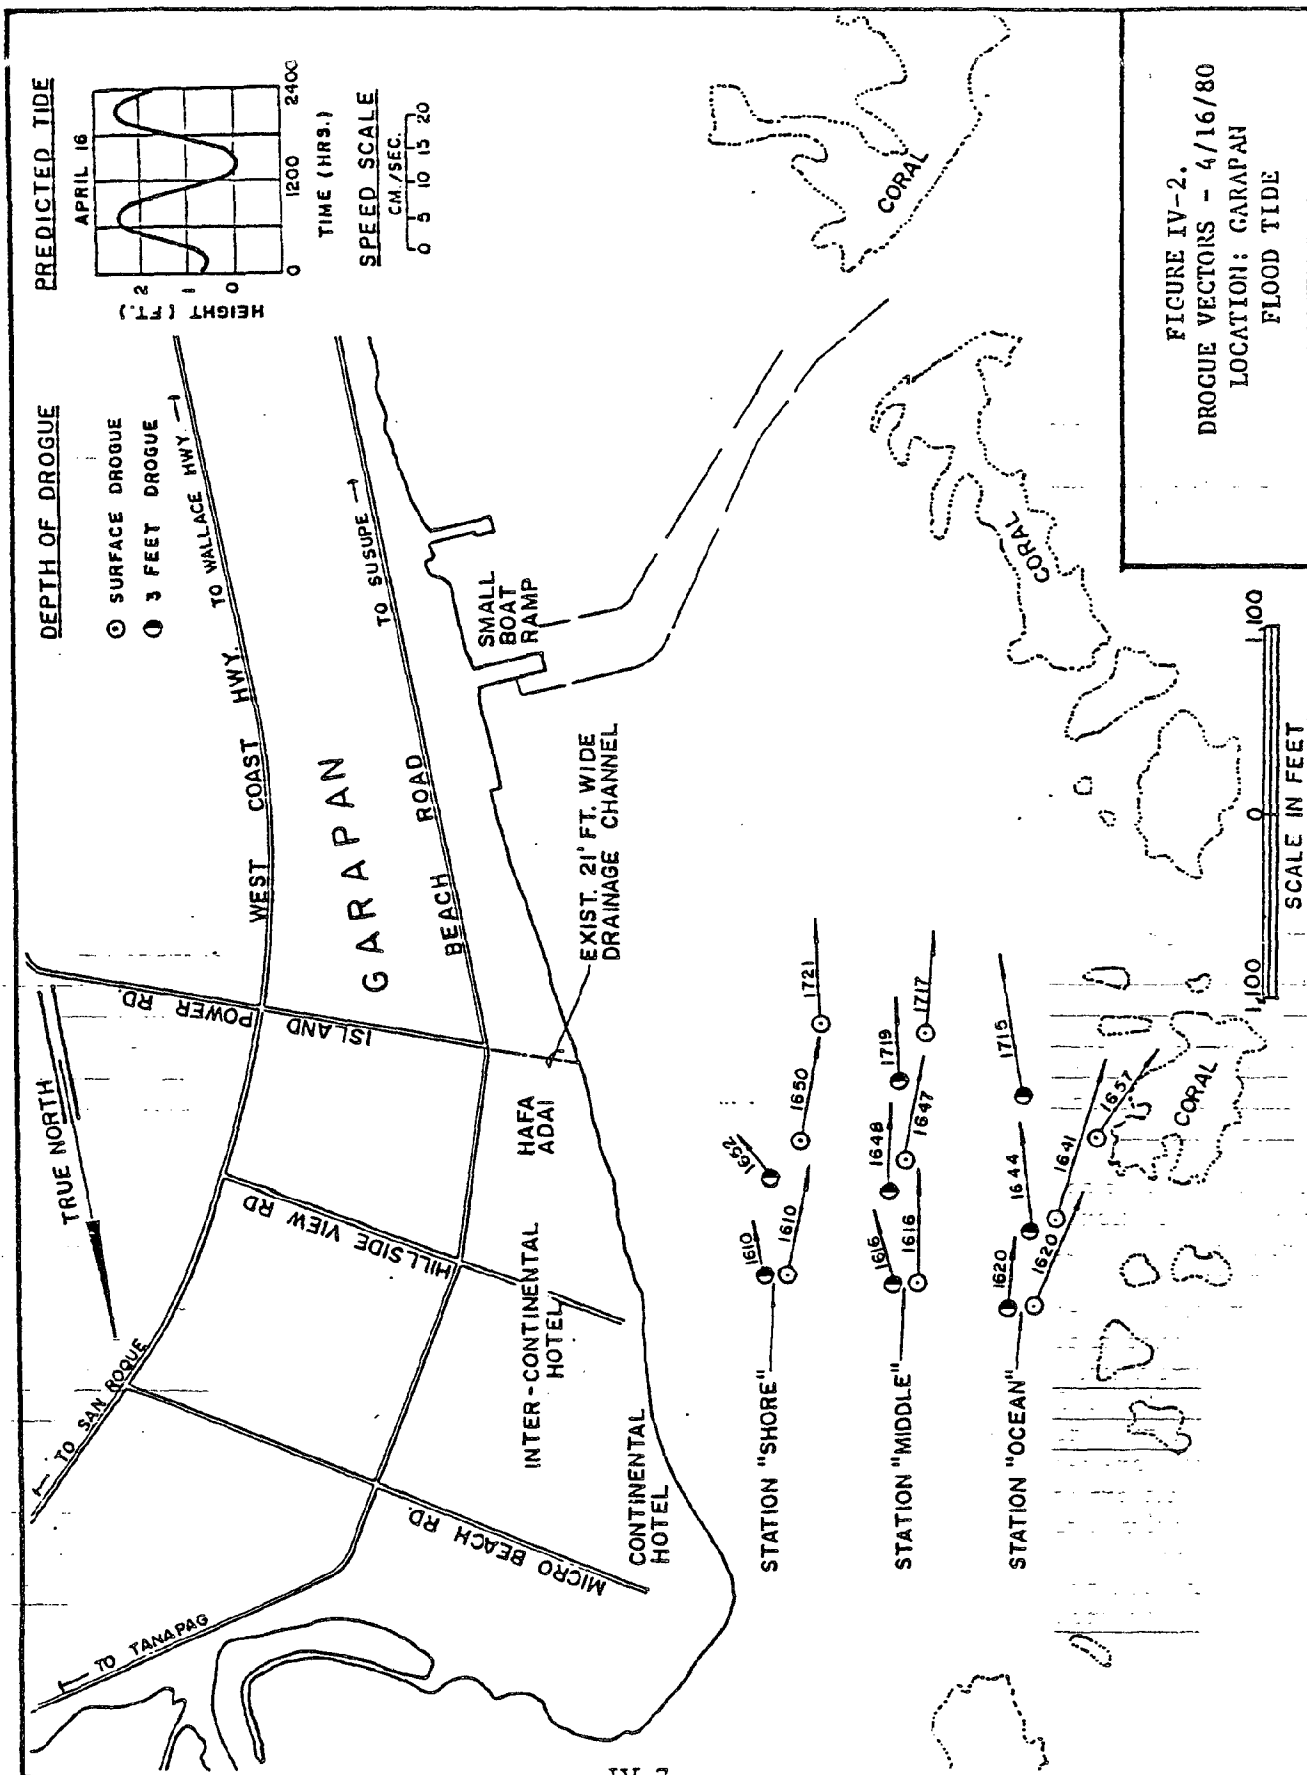 DEPTH OF DROGUE
SURFACE DROGUE
3 FEET DROGUE
PREDICTED TIDE
APRIL 16
HEIGHT (FT.)
2
1
0
0
1200
2400
TIME (HRS.)
SPEED SCALE
CM./SEC.
0 5 10 15 20
TRUE NORTH
TO TANAPAG
TO SAN ROQUE
TO WALLACE HWY
TO SUSUPE
WEST COAST HWY.
GARAPAN
BEACH ROAD
ISLAND POWER RD.
HILLSIDE VIEW RD
MICRO BEACH RD.
HAFA
ADAI
INTER-CONTINENTAL
HOTEL
CONTINENTAL
HOTEL
SMALL
BOAT
RAMP
EXIST. 21' FT. WIDE
DRAINAGE CHANNEL
STATION "SHORE"
1610
1652
1610
1650
1721
STATION "MIDDLE"
1616
1648
1719
1616
1647
1717
STATION "OCEAN"
1620
1644
1715
1620
1641
1657
CORAL
CORAL
CORAL
1,100 0 1,100
SCALE IN FEET
FIGURE IV-2.
DROGUE VECTORS - 4/16/80
LOCATION: GARAPAN
FLOOD TIDE